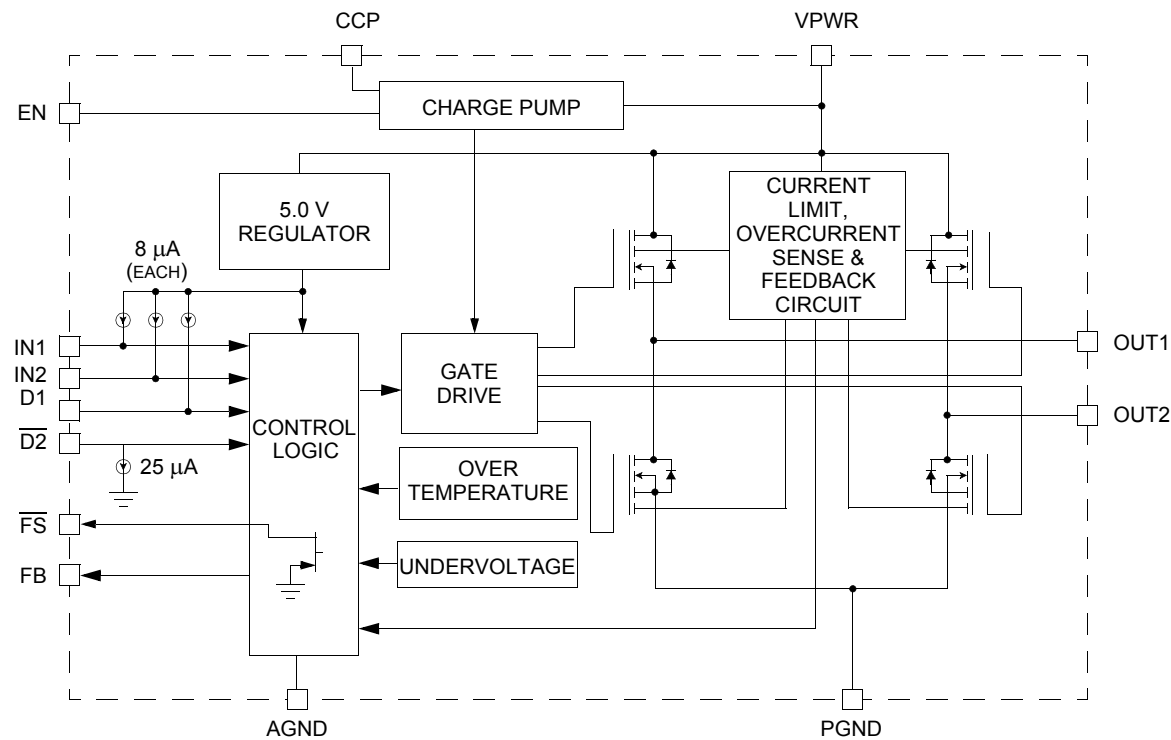 CCP
VPWR
EN
CHARGE PUMP
5.0 V
REGULATOR
CURRENT
LIMIT,
OVERCURRENT
SENSE &
FEEDBACK
CIRCUIT
8 μA
(EACH)
IN1
IN2
D1
D2
25 μA
FS
FB
CONTROL
LOGIC
GATE
DRIVE
OVER
TEMPERATURE
UNDERVOLTAGE
OUT1
OUT2
AGND
PGND